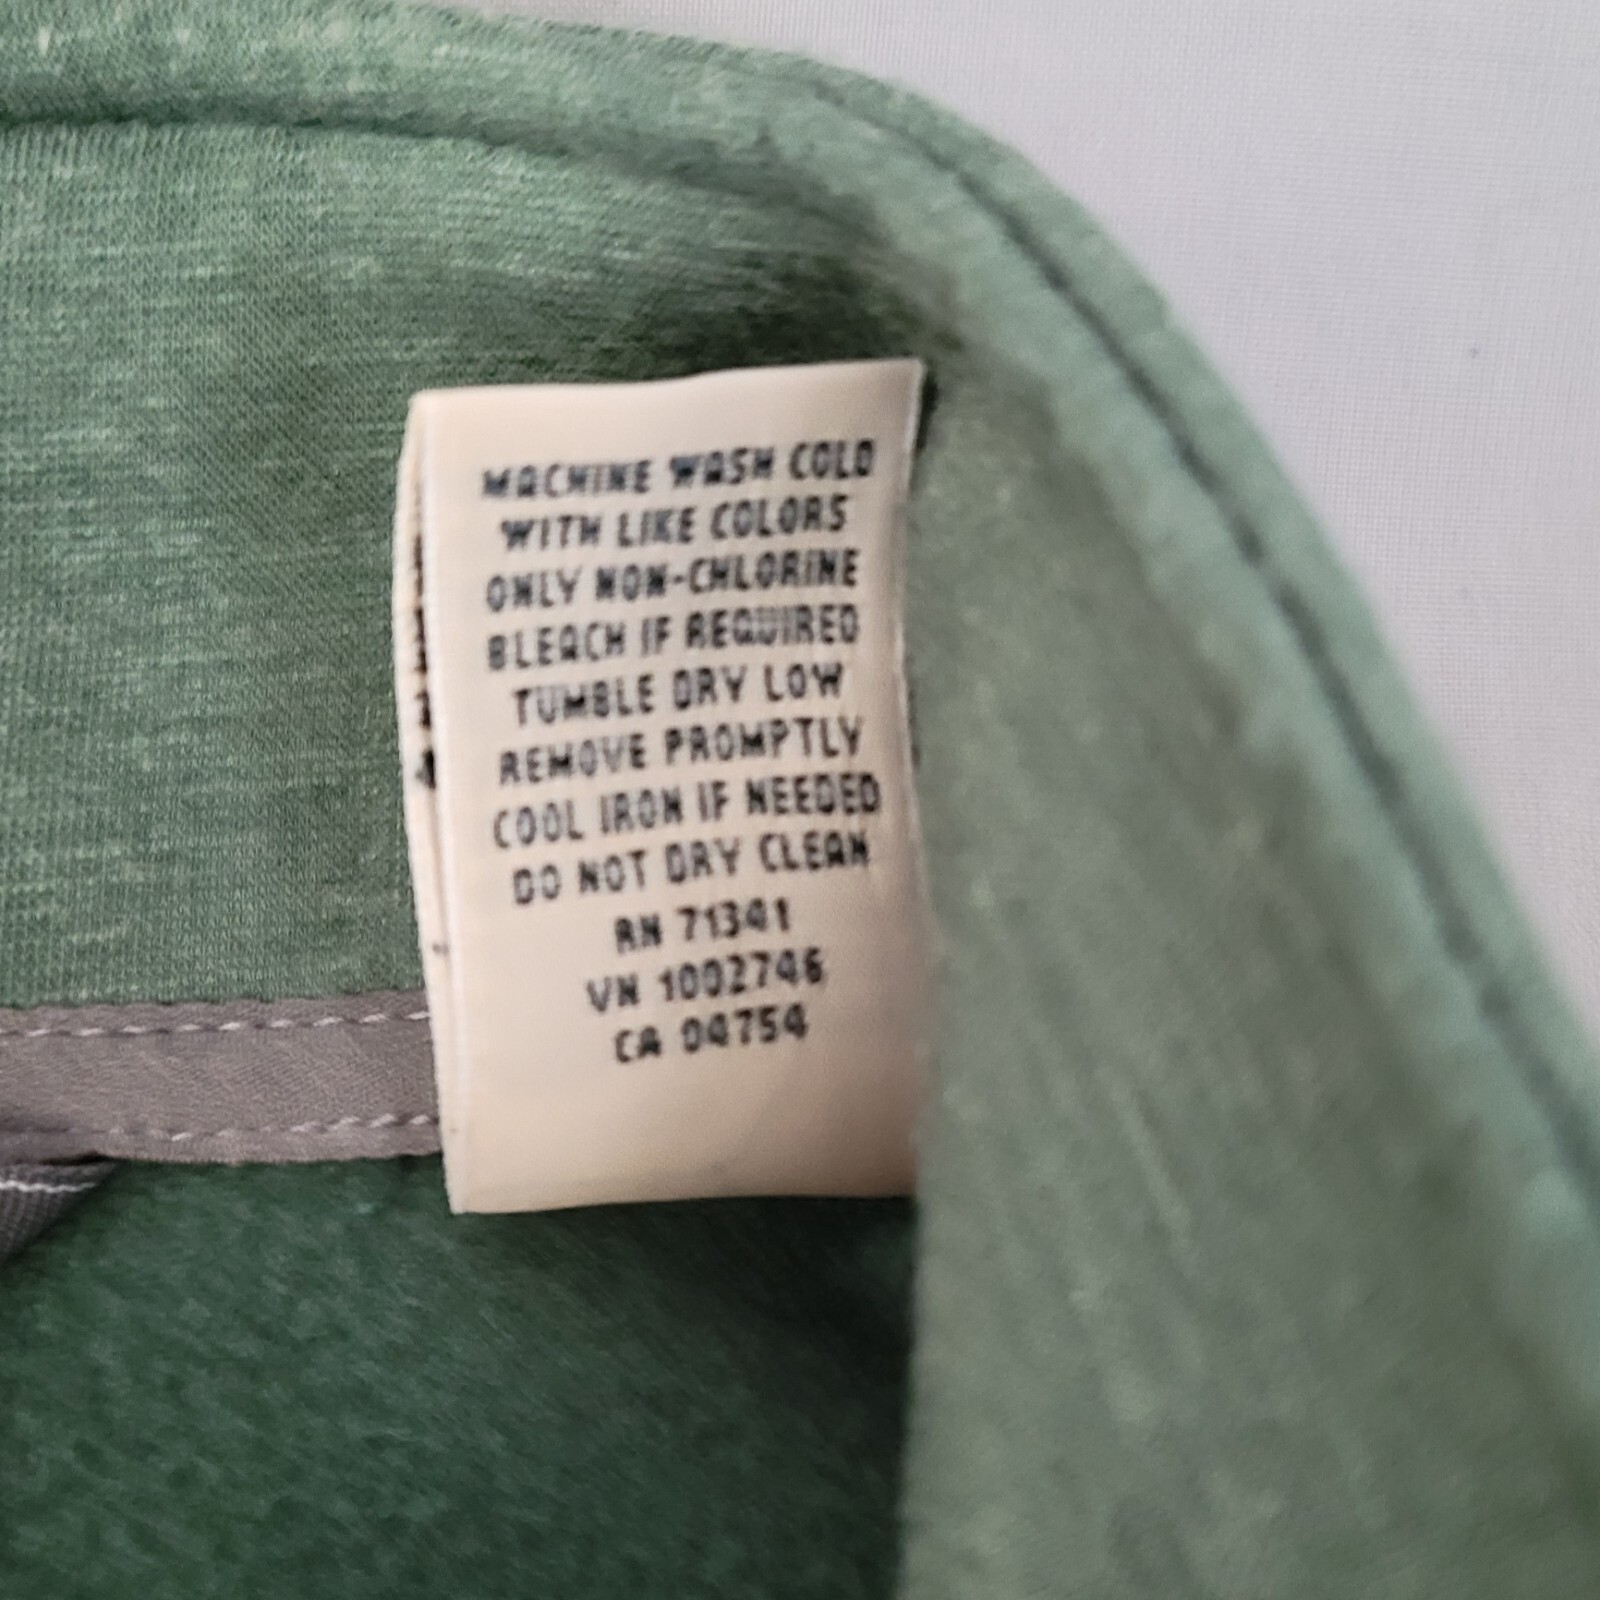 MACHINE WASH COLD
WITH LIKE COLORS
ONLY NON-CHLORINE
BLEACH IF REQUIRED
TUMBLE DRY LOW
REMOVE PROMPTLY
COOL IRON IF NEEDED
DO NOT DRY CLEAN
RN 71341
VN 1002746
CA 04754